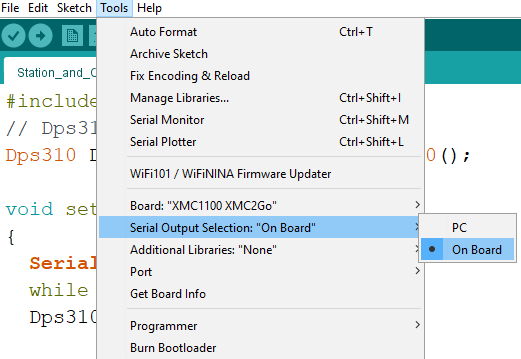 File Edit Sketch Tools Help
Station_and_
Auto Format Ctrl+T
Archive Sketch
Fix Encoding & Reload
Manage Libraries... Ctrl+Shift+I
Serial Monitor Ctrl+Shift+M
Serial Plotter Ctrl+Shift+L
WiFi101 / WiFiNINA Firmware Updater
Board: "XMC1100 XMC2Go"
Serial Output Selection: "On Board"
Additional Libraries: "None"
Port
Get Board Info
Programmer
Burn Bootloader
PC
On Board
#include
// Dps31
Dps310 D 0();
void set
{
Serial
while
Dps310